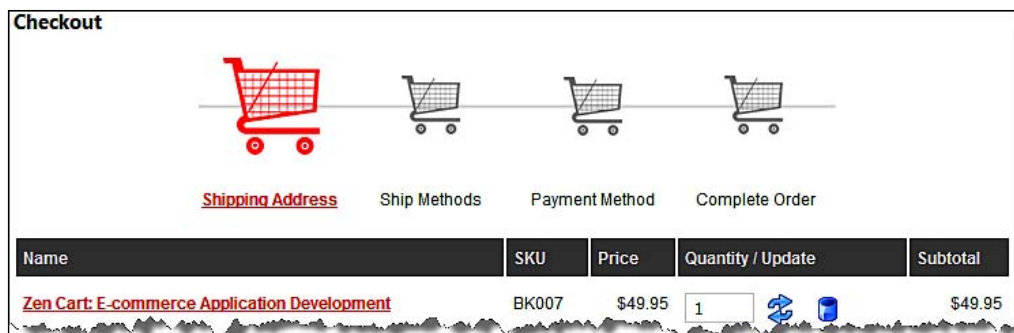 Checkout
Shipping Address Ship Methods Payment Method Complete Order
Name SKU Price Quantity / Update Subtotal
Zen Cart: E-commerce Application Development BK007 $49.95 1 $49.95